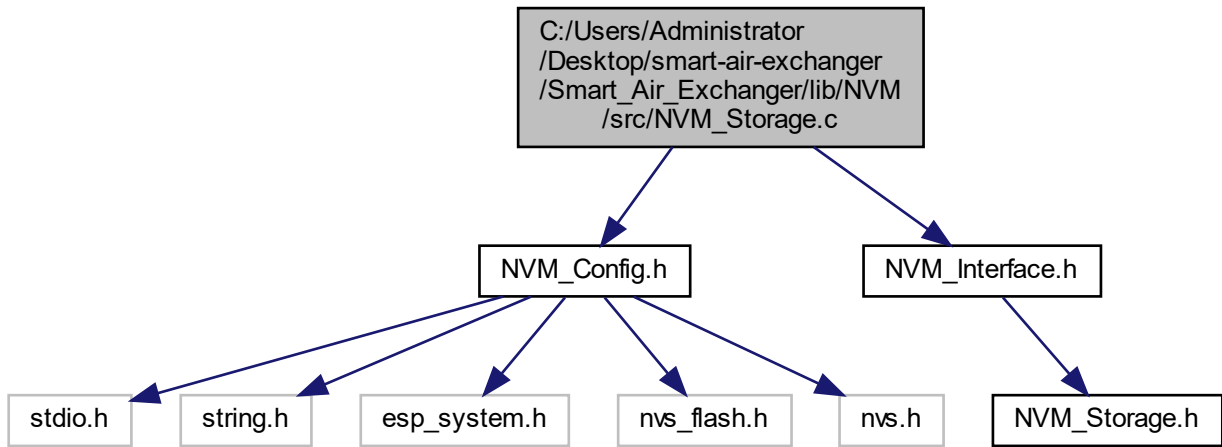 C:/Users/Administrator
/Desktop/smart-air-exchanger
/Smart_Air_Exchanger/lib/NVM
/src/NVM_Storage.c
NVM_Config.h
NVM_Interface.h
stdio.h
string.h
esp_system.h
nvs_flash.h
nvs.h
NVM_Storage.h